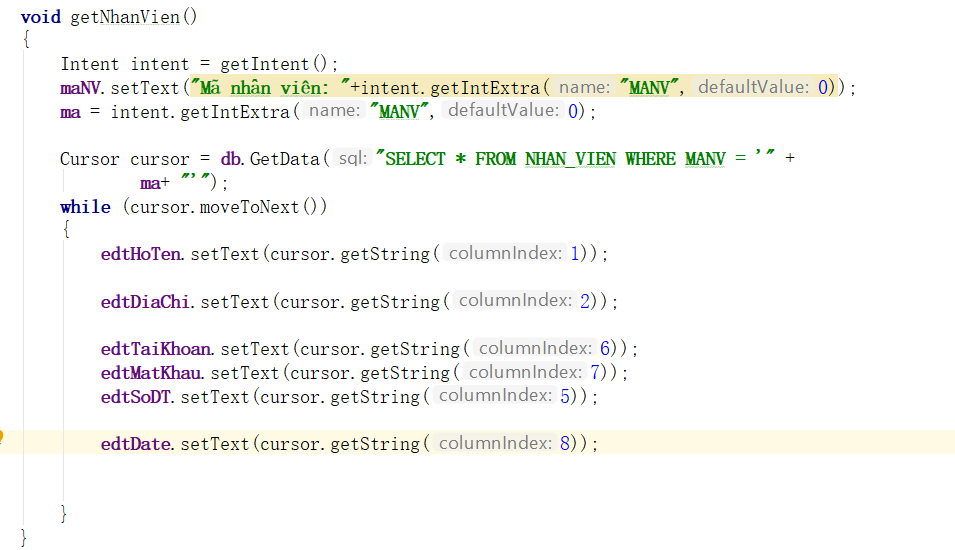 void getNhanVien()
{
Intent intent = getIntent();
maNV.setText("Mã nhân viên: "+intent.getIntExtra( name: "MANV", defaultValue: 0));
ma = intent.getIntExtra( name: "MANV", defaultValue: 0);
Cursor cursor = db.GetData( sql: "SELECT * FROM NHAN_VIEN WHERE MANV = '" +
ma+ "'");
while (cursor.moveToNext())
{
edtHoTen.setText(cursor.getString( columnIndex: 1));
edtDiaChi.setText(cursor.getString( columnIndex: 2));
edtTaiKhoan.setText(cursor.getString( columnIndex: 6));
edtMatKhau.setText(cursor.getString( columnIndex: 7));
edtSoDT.setText(cursor.getString( columnIndex: 5));
edtDate.setText(cursor.getString( columnIndex: 8));
}
}